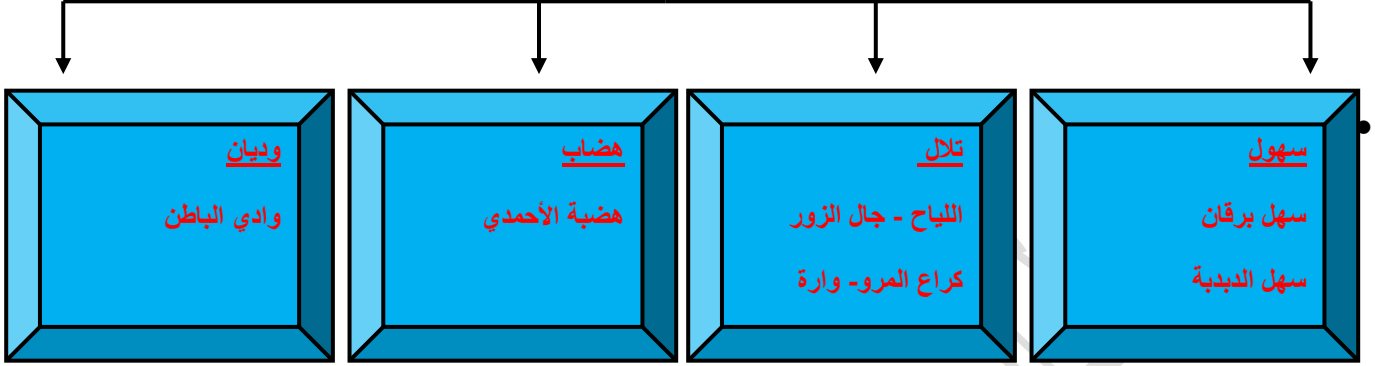 سهول
سهل برقان
سهل الدبدبة
تلال
اللياح - جال الزور
كراع المرو- وارة
هضاب
هضبة الأحمدي
وديان
وادي الباطن